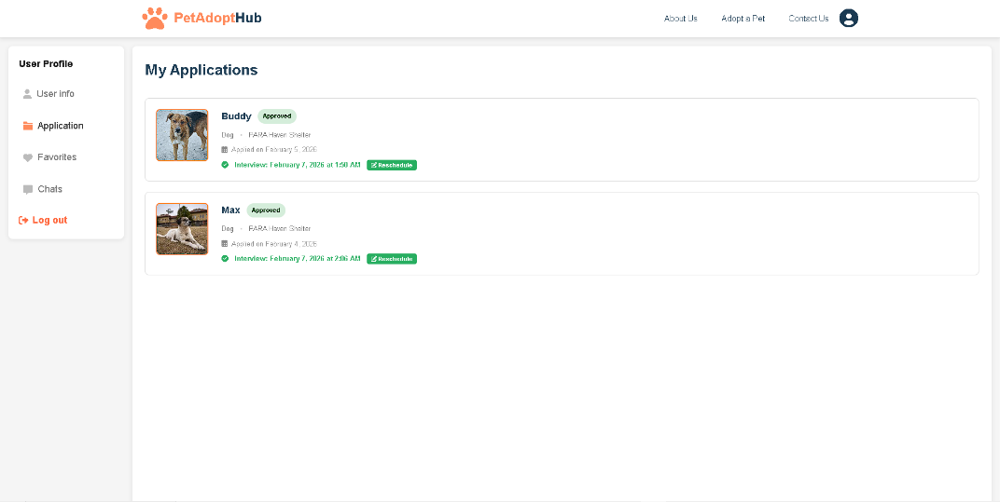 PetAdoptHub
About Us
Adopt a Pet
Contact Us
User Profile
User info
Application
Favorites
Chats
Log out
My Applications
Buddy Approved
Dog • PARA Haven Shelter
Applied on February 5, 2026
Interview: February 7, 2026 at 1:50 AM Reschedule
Max Approved
Dog • PARA Haven Shelter
Applied on February 4, 2026
Interview: February 7, 2026 at 2:06 AM Reschedule